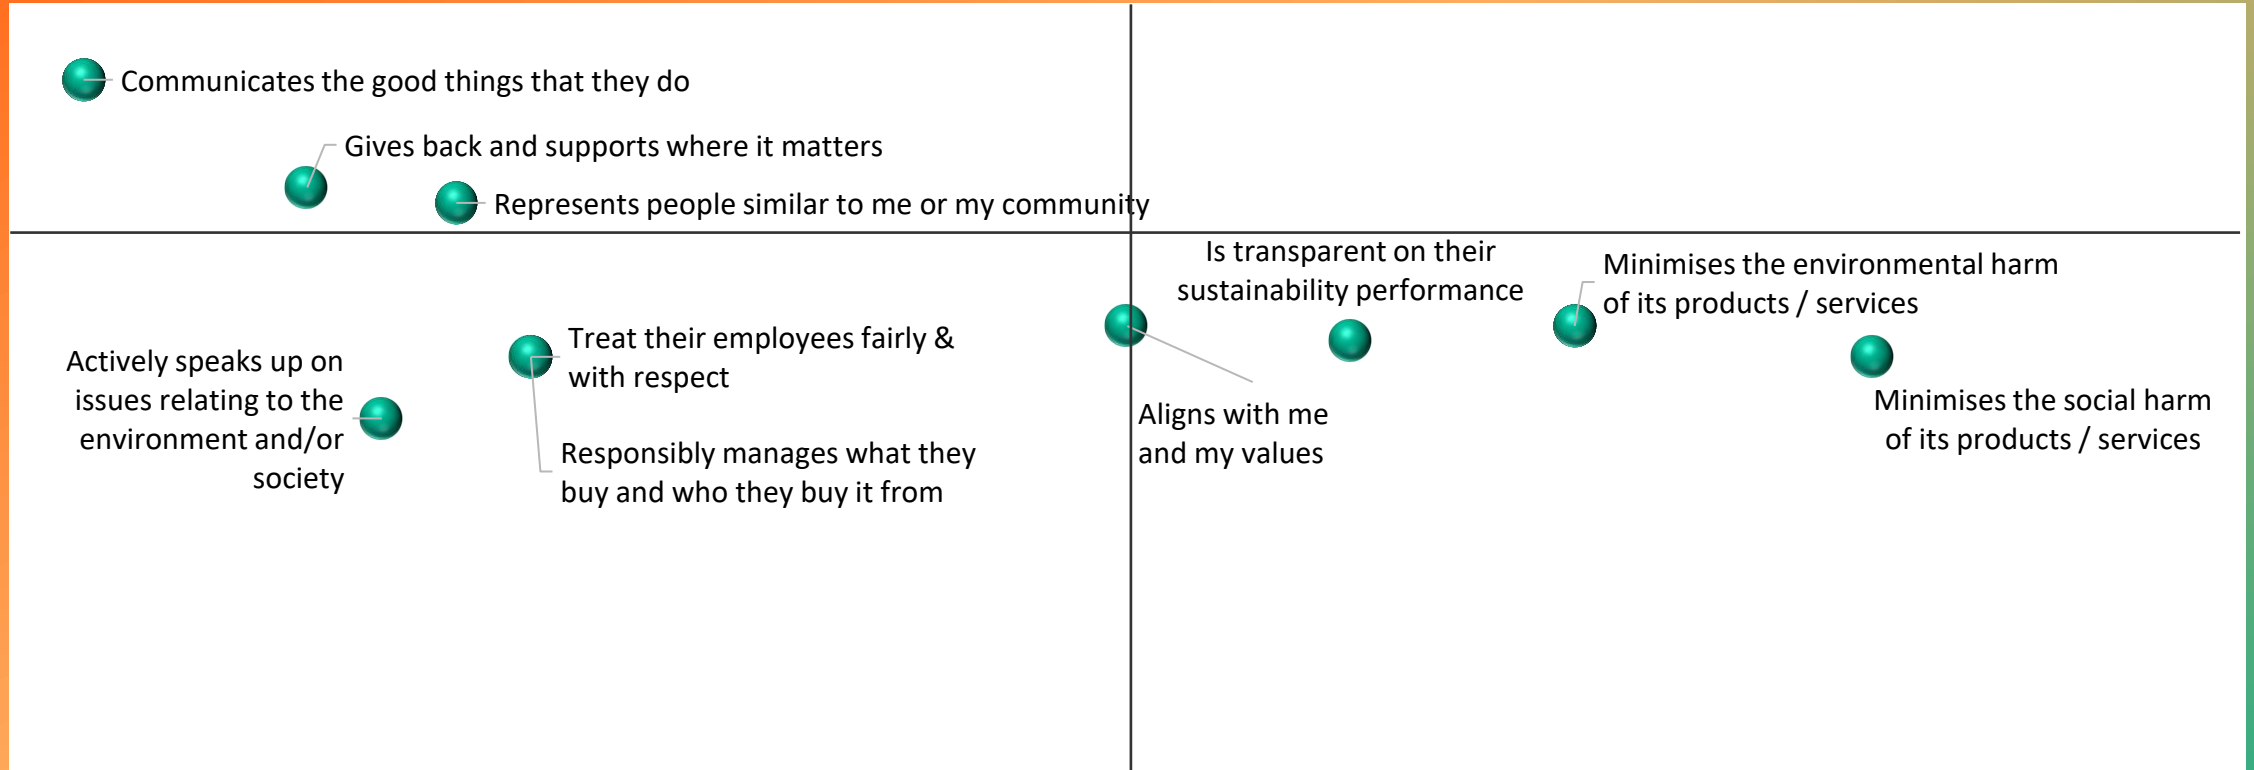 Communicates the good things that they do
Gives back and supports where it matters
Represents people similar to me or my community
Is transparent on their
sustainability performance
Minimises the environmental harm
of its products / services
Treat their employees fairly &
with respect
Actively speaks up on
issues relating to the
environment and/or
society
Minimises the social harm
of its products / services
Aligns with me
and my values
Responsibly manages what they
buy and who they buy it from